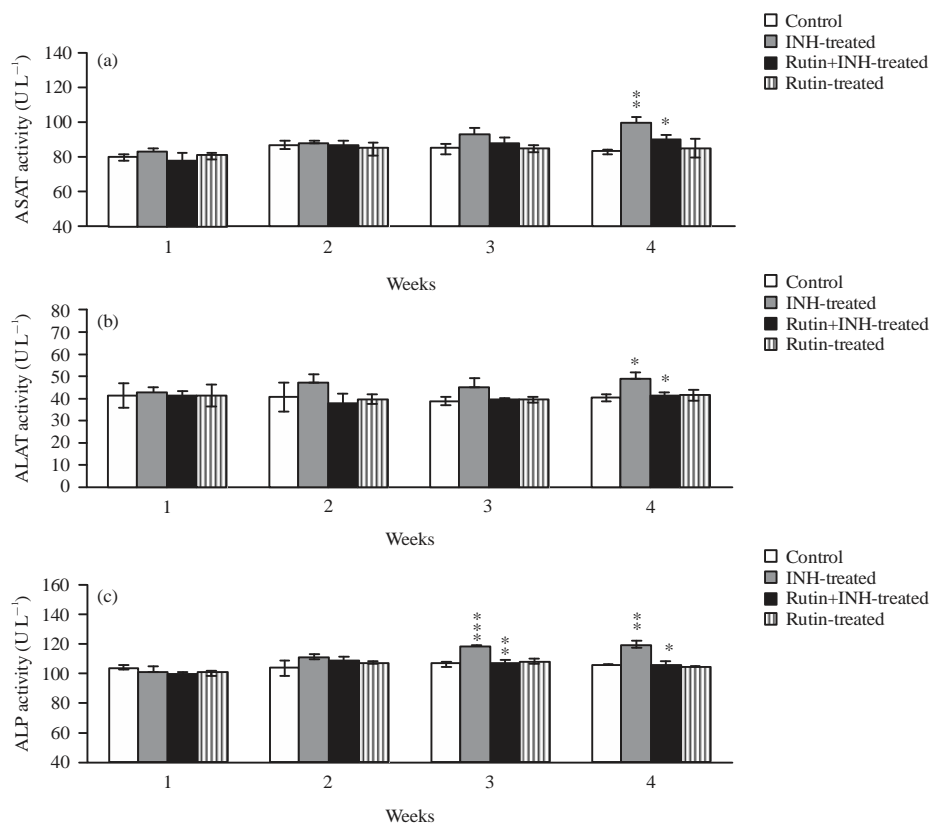 Control
INH-treated
Rutin+INH-treated
Rutin-treated
(a)
ASAT activity (U L⁻¹)
140
120
100
80
60
40
**
*
1 2 3 4
Weeks
Control
INH-treated
Rutin+INH-treated
Rutin-treated
(b)
ALAT activity (U L⁻¹)
80
70
60
50
40
30
20
10
0
*
*
1 2 3 4
Weeks
Control
INH-treated
Rutin+INH-treated
Rutin-treated
(c)
ALP activity (U L⁻¹)
160
140
120
100
80
60
40
***
**
**
*
1 2 3 4
Weeks